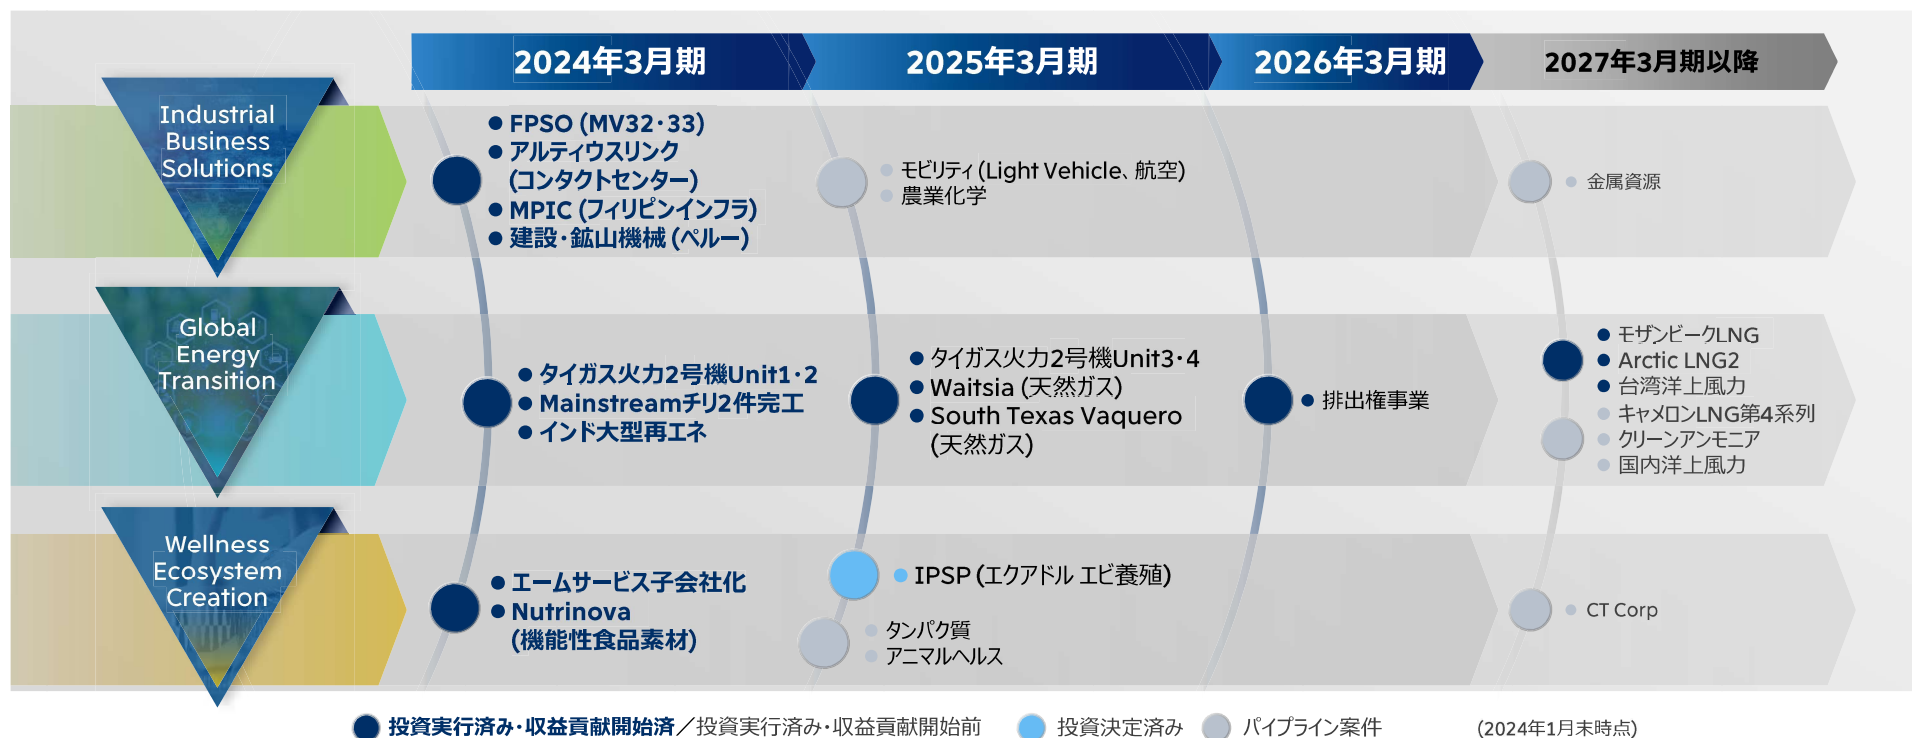 2024年3月期
2025年3月期
2026年3月期
2027年3月期以降
Industrial
Business
Solutions
● FPSO (MV32・33)
● アルティウスリンク
(コンタクトセンター)
● MPIC (フィリピンインフラ)
● 建設・鉱山機械 (ペルー)
● モビリティ (Light Vehicle、航空)
● 農業化学
● 金属資源
Global
Energy
Transition
● タイガス火力2号機Unit1・2
● Mainstreamチリ2件完工
● インド大型再エネ
● タイガス火力2号機Unit3・4
● Waitsia (天然ガス)
● South Texas Vaquero
(天然ガス)
● 排出権事業
● モザンビークLNG
● Arctic LNG2
● 台湾洋上風力
● キャメロンLNG第4系列
● クリーンアンモニア
● 国内洋上風力
Wellness
Ecosystem
Creation
● エームサービス子会社化
● Nutrinova
(機能性食品素材)
● IPSP (エクアドル エビ養殖)
● タンパク質
● アニマルヘルス
● CT Corp
投資実行済み・収益貢献開始済／投資実行済み・収益貢献開始前
投資決定済み
パイプライン案件
(2024年1月末時点)